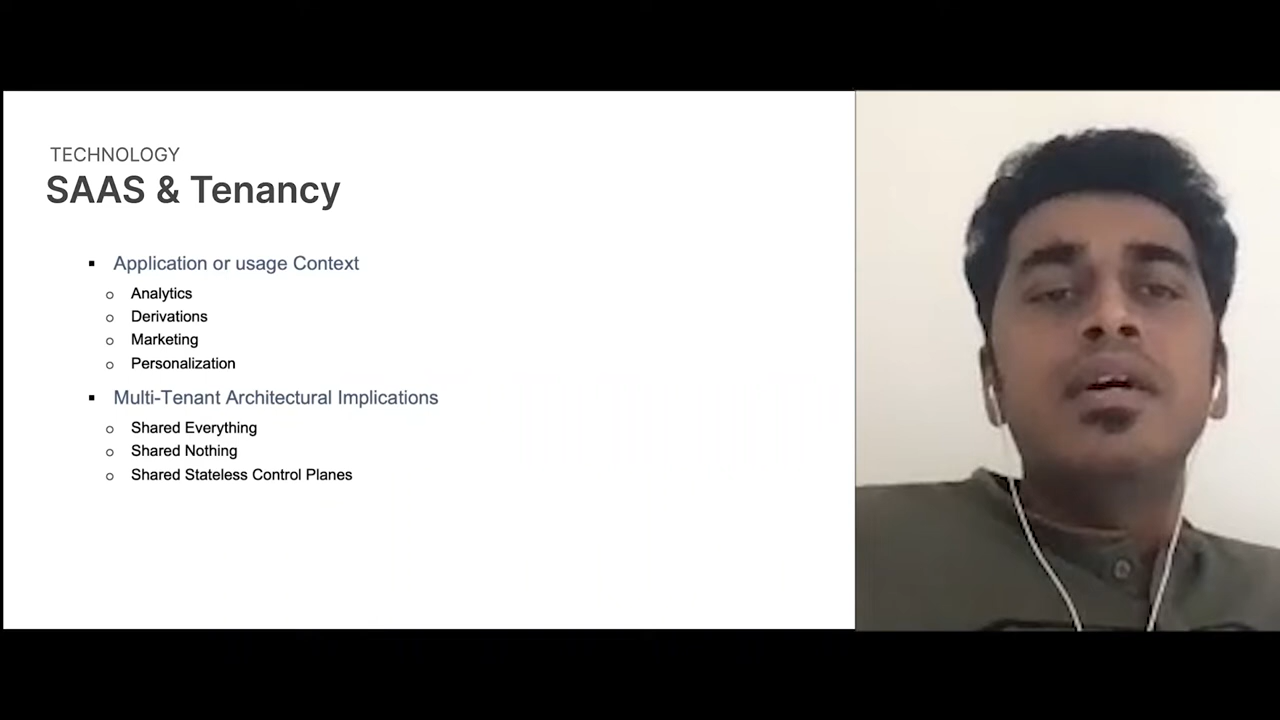 TECHNOLOGY
SAAS & Tenancy
▪ Application or usage Context
o Analytics
o Derivations
o Marketing
o Personalization
▪ Multi-Tenant Architectural Implications
o Shared Everything
o Shared Nothing
o Shared Stateless Control Planes